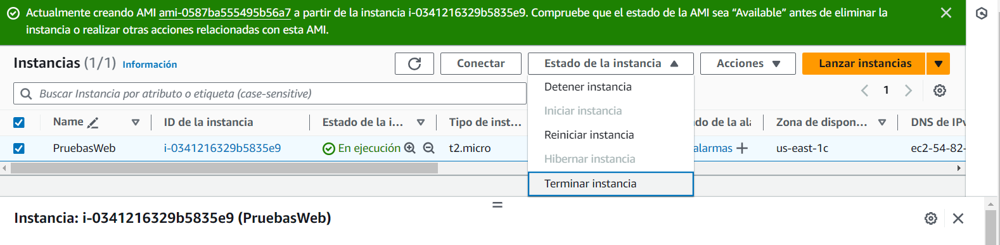 Actualmente creando AMI ami-0587ba555495b56a7 a partir de la instancia i-0341216329b5835e9. Compruebe que el estado de la AMI sea “Available” antes de eliminar la
instancia o realizar otras acciones relacionadas con esta AMI.
Instancias (1/1) Información
Conectar
Estado de la instancia
Acciones
Lanzar instancias
Buscar Instancia por atributo o etiqueta (case-sensitive)
Detener instancia
Iniciar instancia
Reiniciar instancia
Hibernar instancia
Terminar instancia
1
Name
ID de la instancia
Estado de la i...
Tipo de inst...
do de la ala
Zona de dispon...
DNS de IPv
PruebasWeb
i-0341216329b5835e9
En ejecución
t2.micro
alarmas
us-east-1c
ec2-54-82-
Instancia: i-0341216329b5835e9 (PruebasWeb)